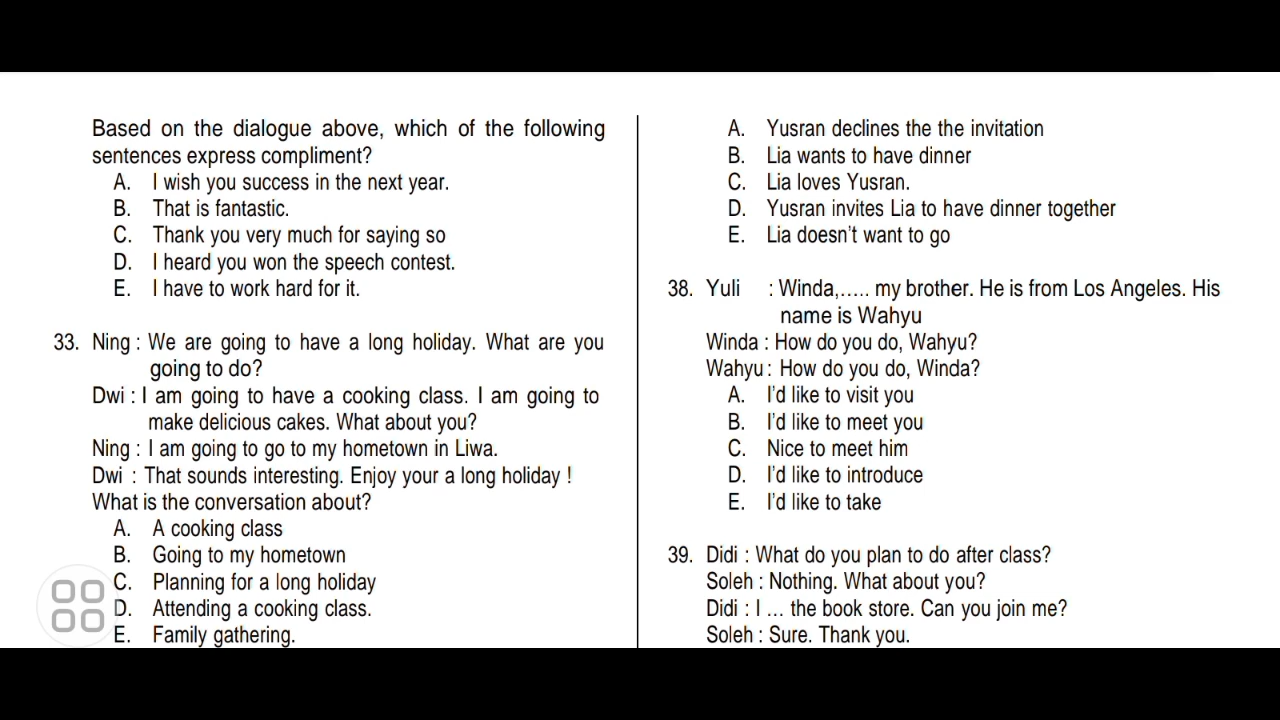 Based on the dialogue above, which of the following
sentences express compliment?
A. I wish you success in the next year.
B. That is fantastic.
C. Thank you very much for saying so
D. I heard you won the speech contest.
E. I have to work hard for it.
33. Ning : We are going to have a long holiday. What are you
going to do?
Dwi : I am going to have a cooking class. I am going to
make delicious cakes. What about you?
Ning : I am going to go to my hometown in Liwa.
Dwi : That sounds interesting. Enjoy your a long holiday !
What is the conversation about?
A. A cooking class
B. Going to my hometown
C. Planning for a long holiday
D. Attending a cooking class.
E. Family gathering.
A. Yusran declines the the invitation
B. Lia wants to have dinner
C. Lia loves Yusran.
D. Yusran invites Lia to have dinner together
E. Lia doesn't want to go
38. Yuli : Winda,..... my brother. He is from Los Angeles. His
name is Wahyu
Winda : How do you do, Wahyu?
Wahyu : How do you do, Winda?
A. I'd like to visit you
B. I'd like to meet you
C. Nice to meet him
D. I'd like to introduce
E. I'd like to take
39. Didi : What do you plan to do after class?
Soleh : Nothing. What about you?
Didi : I ... the book store. Can you join me?
Soleh : Sure. Thank you.